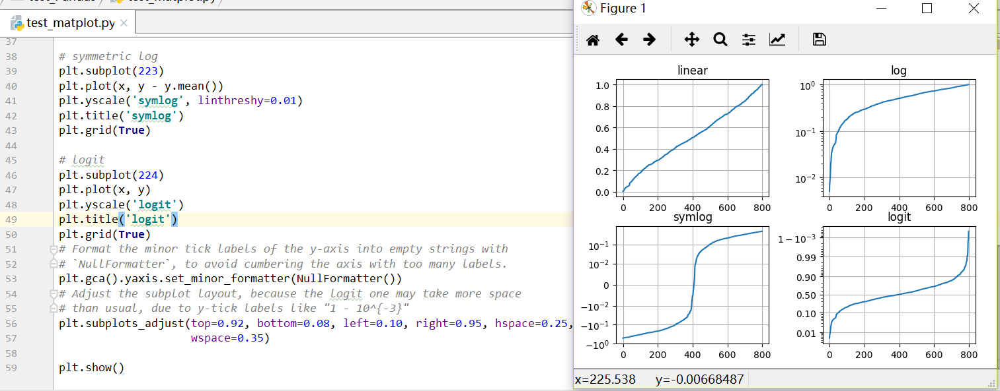 test_matplot.py
37
38 # symmetric log
39 plt.subplot(223)
40 plt.plot(x, y - y.mean())
41 plt.yscale('symlog', linthreshy=0.01)
42 plt.title('symlog')
43 plt.grid(True)
44
45 # logit
46 plt.subplot(224)
47 plt.plot(x, y)
48 plt.yscale('logit')
49 plt.title('logit')
50 plt.grid(True)
51 # Format the minor tick labels of the y-axis into empty strings with
52 # `NullFormatter`, to avoid cumbering the axis with too many labels.
53 plt.gca().yaxis.set_minor_formatter(NullFormatter())
54 # Adjust the subplot layout, because the logit one may take more space
55 # than usual, due to y-tick labels like "1 - 10^{-3}"
56 plt.subplots_adjust(top=0.92, bottom=0.08, left=0.10, right=0.95, hspace=0.25,
57 wspace=0.35)
58
59 plt.show()
Figure 1
linear
1.0
0.8
0.6
0.4
0.2
0.0
0 200 400 600 800
log
10⁰
10⁻¹
10⁻²
0 200 400 600 800
symlog
10⁻¹
10⁻²
0
−10⁻²
−10⁻¹
−10⁰
0 200 400 600 800
logit
1 − 10⁻³
0.99
0.90
0.50
0.10
0.01
0 200 400 600 800
x=225.538 y=-0.00668487